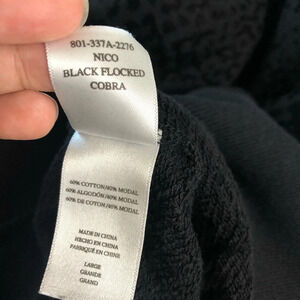 801-337A-2276
NICO
BLACK FLOCKED
COBRA
60% COTTON/40% MODAL
60% ALGODÓN/40% MODAL
60% DE COTON/40% MODAL
MADE IN CHINA
HECHO EN CHINA
FABRIQUÉ EN CHINE
LARGE
GRANDE
GRAND